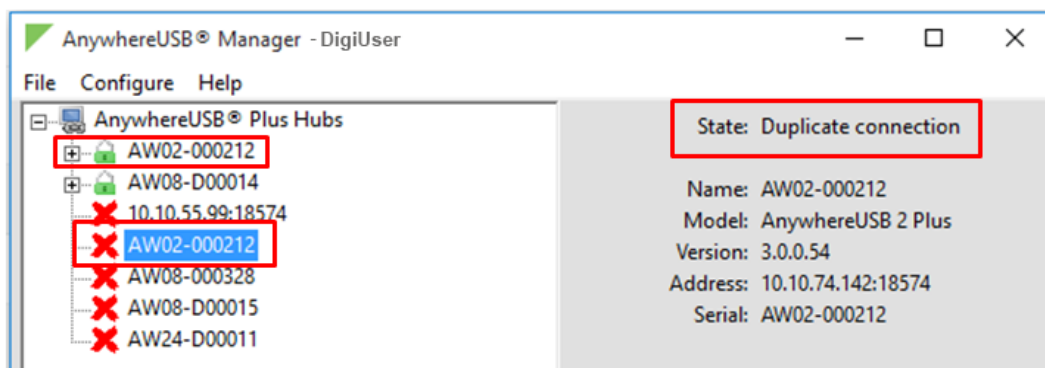 AnywhereUSB® Manager - DigiUser
File Configure Help
AnywhereUSB® Plus Hubs
AW02-000212
AW08-D00014
10.10.55.99:18574
AW02-000212
AW08-000328
AW08-D00015
AW24-D00011
State: Duplicate connection
Name: AW02-000212
Model: AnywhereUSB 2 Plus
Version: 3.0.0.54
Address: 10.10.74.142:18574
Serial: AW02-000212